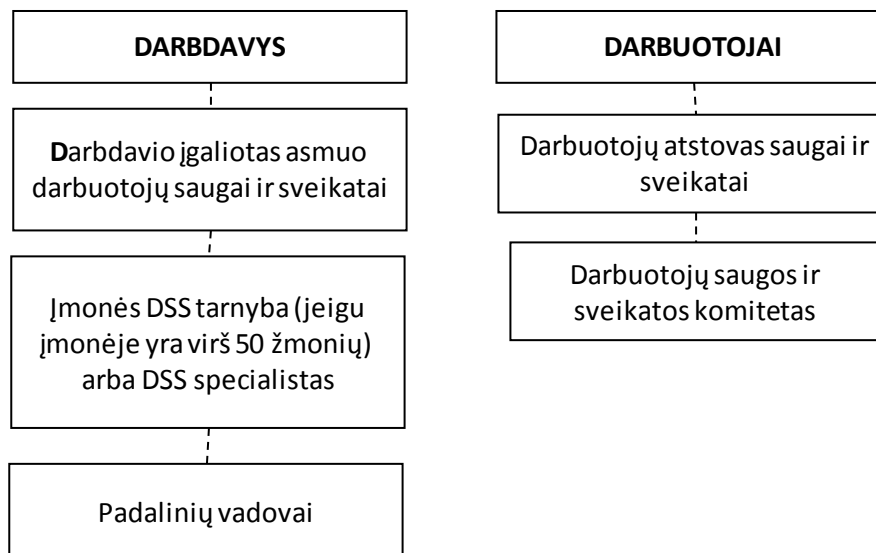 DARBDAVYS
Darbdavio įgaliotas asmuo
darbuotojų saugai ir sveikatai
Įmonės DSS tarnyba (jeigu
įmonėje yra virš 50 žmonių)
arba DSS specialistas
Padalinių vadovai
DARBUOTOJAI
Darbuotojų atstovas saugai ir
sveikatai
Darbuotojų saugos ir
sveikatos komitetas